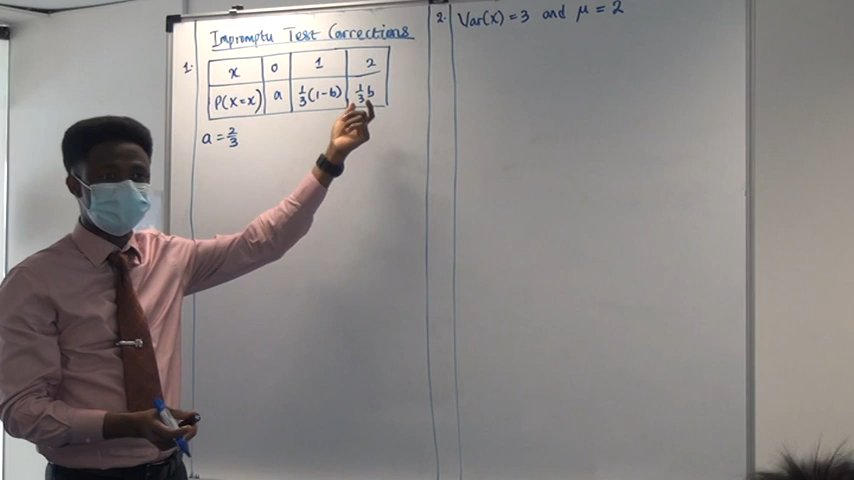 Impromptu Test Corrections
1.
x 0 1 2
P(X=x) a 1/3(1-b) 1/3b
a = 2/3
2. Var(X) = 3 and μ = 2